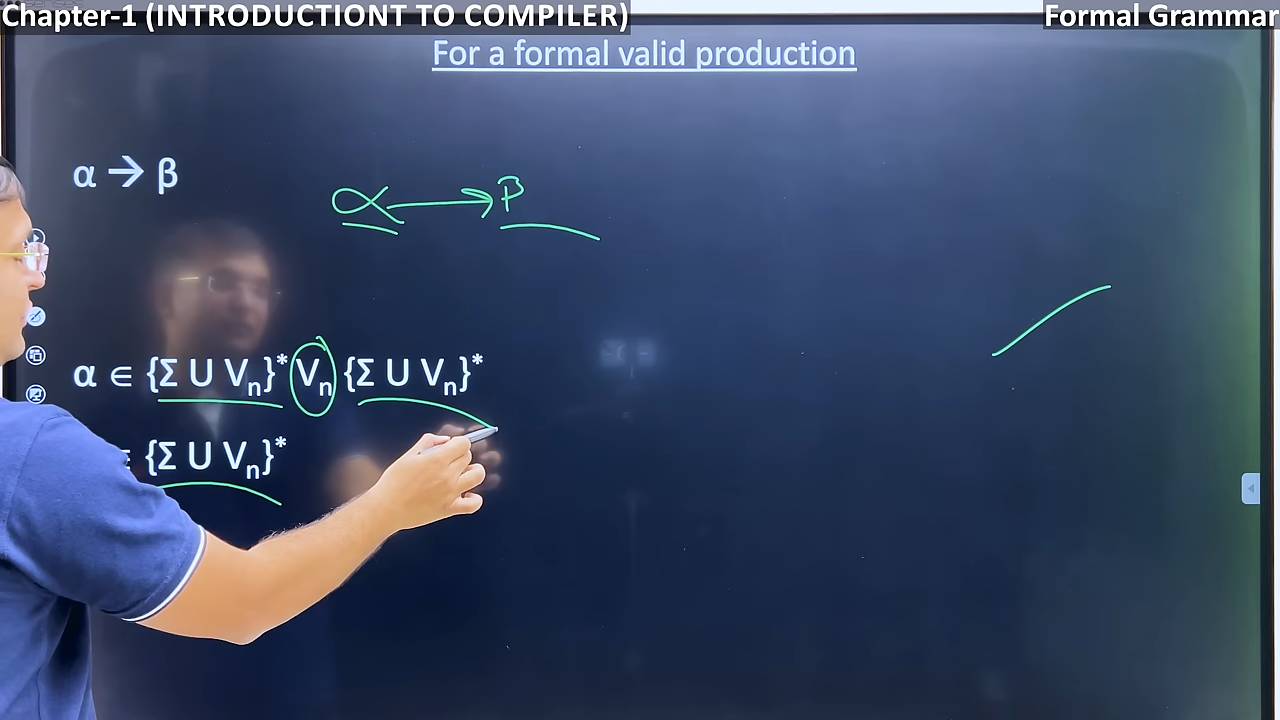 Chapter-1 (INTRODUCTIONT TO COMPILER)
Formal Grammar
For a formal valid production
α → β
α → β
α ∈ {Σ U Vₙ}* Vₙ {Σ U Vₙ}*
∈ {Σ U Vₙ}*